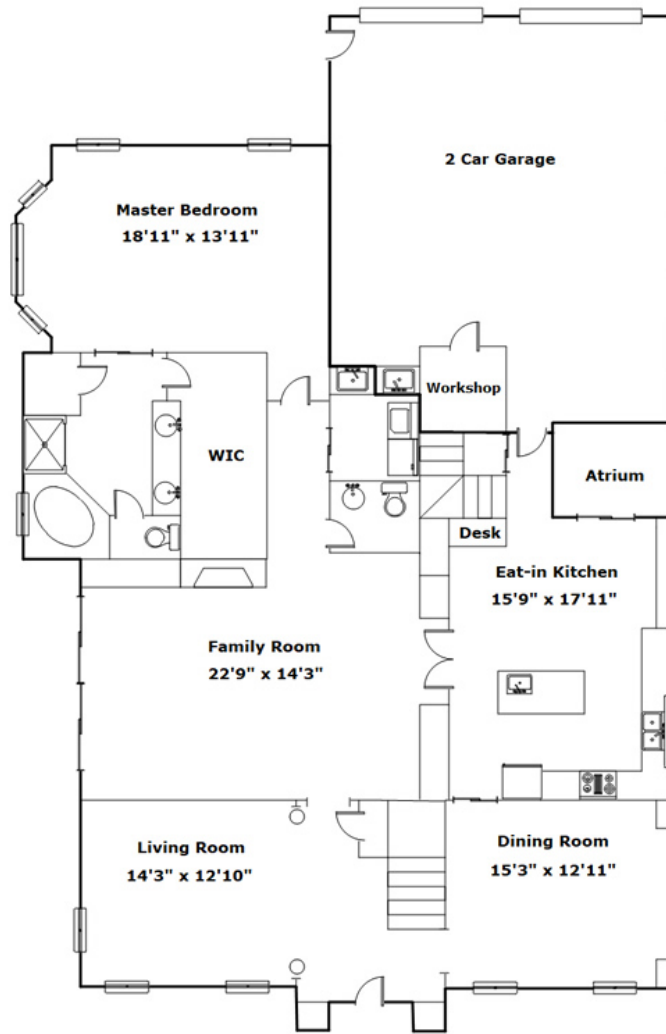 2 Car Garage
Master Bedroom
18'11" x 13'11"
Workshop
WIC
Atrium
Desk
Eat-in Kitchen
15'9" x 17'11"
Family Room
22'9" x 14'3"
Living Room
14'3" x 12'10"
Dining Room
15'3" x 12'11"